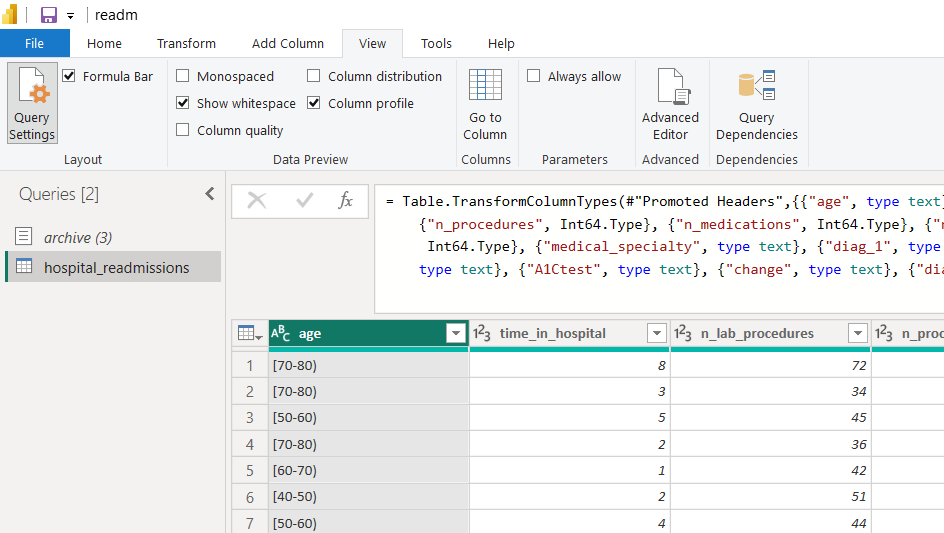 readm
File Home Transform Add Column View Tools Help
Query Settings
Formula Bar
Layout
Monospaced
Show whitespace
Column quality
Column distribution
Column profile
Data Preview
Go to Column
Columns
Always allow
Parameters
Advanced Editor
Advanced
Query Dependencies
Dependencies
Queries [2]
archive (3)
hospital_readmissions
fx
= Table.TransformColumnTypes(#"Promoted Headers",{{"age", type text}
{"n_procedures", Int64.Type}, {"n_medications", Int64.Type}, {"n
Int64.Type}, {"medical_specialty", type text}, {"diag_1", type
type text}, {"A1Ctest", type text}, {"change", type text}, {"dia
ABC age 123 time_in_hospital 123 n_lab_procedures 123 n_proc
1 [70-80) 8 72
2 [70-80) 3 34
3 [50-60) 5 45
4 [70-80) 2 36
5 [60-70) 1 42
6 [40-50) 2 51
7 [50-60) 4 44